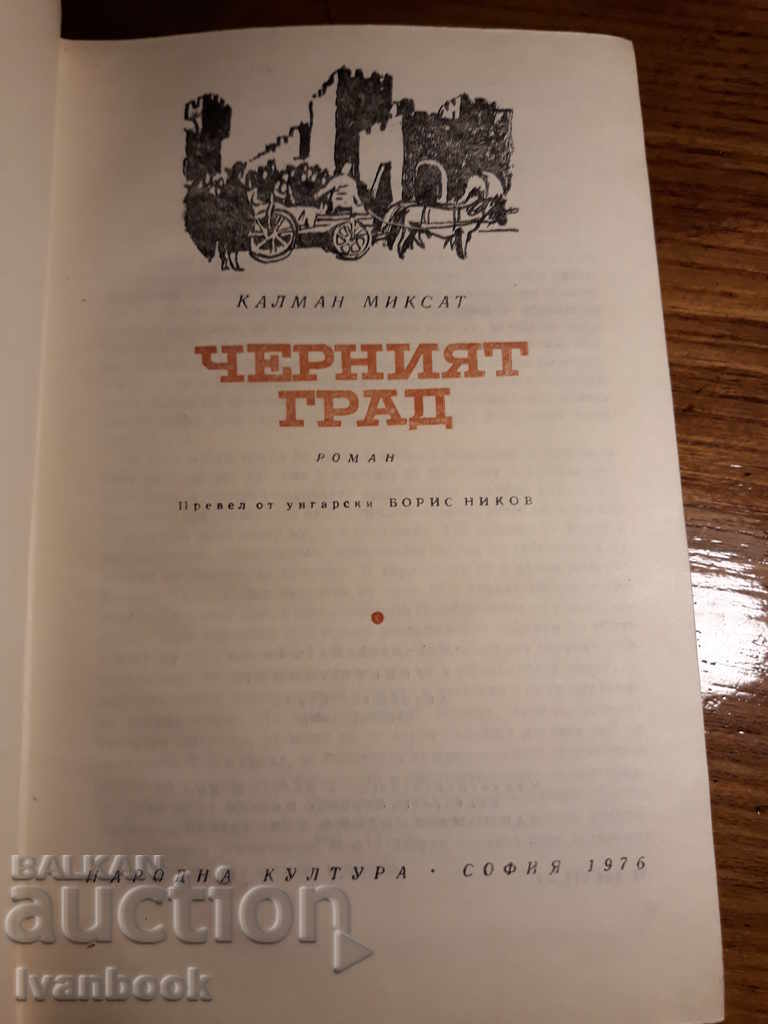 КАЛМАН МИКСАТ
ЧЕРНИЯТ
ГРАД
РОМАН
Превел от унгарски БОРИС НИКОВ
НАРОДНА КУЛТУРА · СОФИЯ 1976
BALKAN
auction
Ivanbook